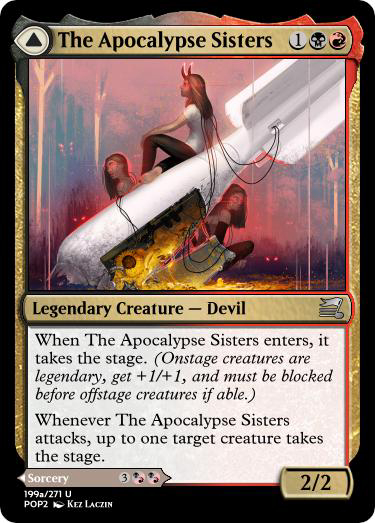 The Apocalypse Sisters 1
Legendary Creature — Devil
When The Apocalypse Sisters enters, it
takes the stage. (Onstage creatures are
legendary, get +1/+1, and must be blocked
before offstage creatures if able.)
Whenever The Apocalypse Sisters
attacks, up to one target creature takes
the stage.
Sorcery 3
2/2
199a/271 U
POP2 Kez Laczin